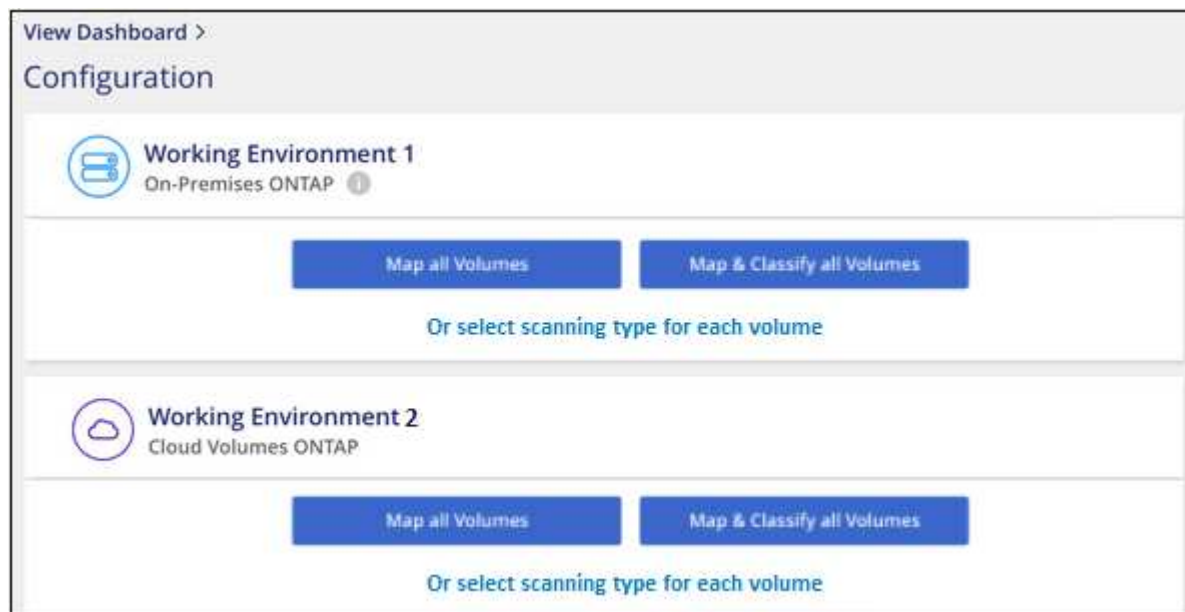 View Dashboard >
Configuration
Working Environment 1
On-Premises ONTAP
Map all Volumes
Map & Classify all Volumes
Or select scanning type for each volume
Working Environment 2
Cloud Volumes ONTAP
Map all Volumes
Map & Classify all Volumes
Or select scanning type for each volume